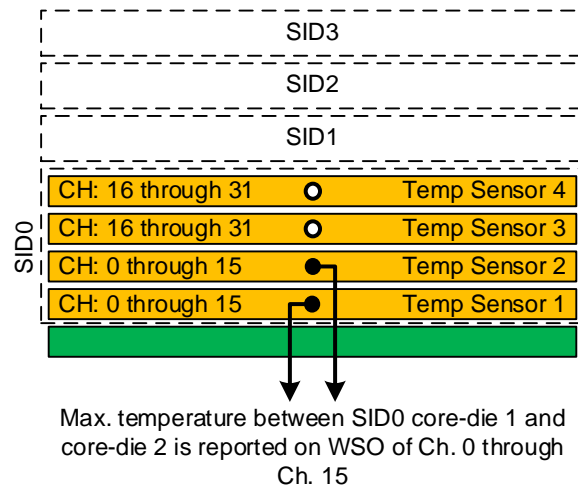 SID3
SID2
SID1
SID0
CH: 16 through 31 Temp Sensor 4
CH: 16 through 31 Temp Sensor 3
CH: 0 through 15 Temp Sensor 2
CH: 0 through 15 Temp Sensor 1
Max. temperature between SID0 core-die 1 and
core-die 2 is reported on WSO of Ch. 0 through
Ch. 15